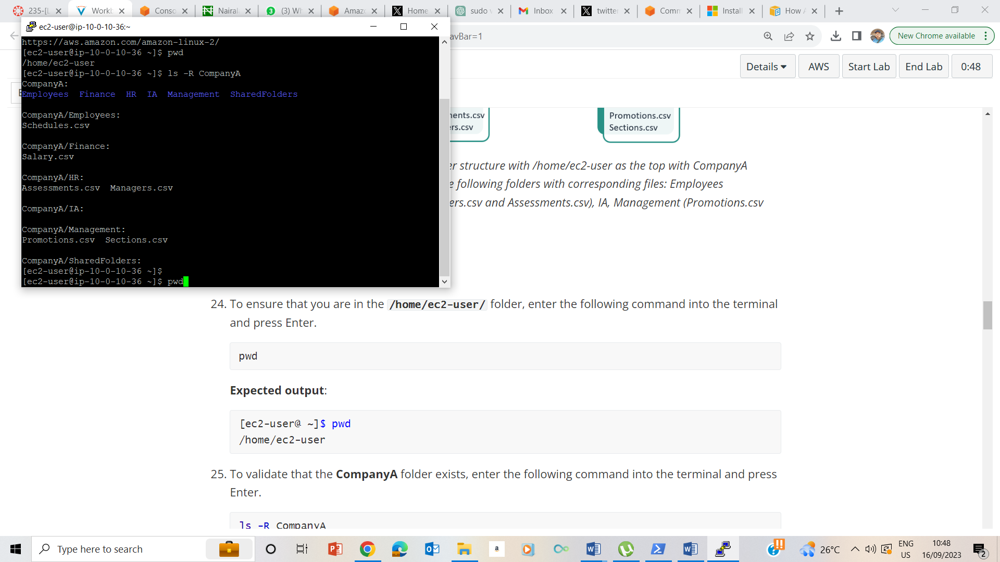 235-[L
Workb
Conso
Nairal
(3) Wh
Amaz
Home
sudo v
Inbox
twitter
Comm
Install
How A
ec2-user@ip-10-0-10-36:~
avBar=1
New Chrome available
Details
AWS
Start Lab
End Lab
0:48
https://aws.amazon.com/amazon-linux-2/
[ec2-user@ip-10-0-10-36 ~]$ pwd
/home/ec2-user
[ec2-user@ip-10-0-10-36 ~]$ ls -R CompanyA
CompanyA:
Employees Finance HR IA Management SharedFolders
CompanyA/Employees:
Schedules.csv
CompanyA/Finance:
Salary.csv
CompanyA/HR:
Assessments.csv Managers.csv
CompanyA/IA:
CompanyA/Management:
Promotions.csv Sections.csv
CompanyA/SharedFolders:
[ec2-user@ip-10-0-10-36 ~]$
[ec2-user@ip-10-0-10-36 ~]$ pwd
nents.csv
ers.csv
Promotions.csv
Sections.csv
er structure with /home/ec2-user as the top with CompanyA
e following folders with corresponding files: Employees
ers.csv and Assessments.csv), IA, Management (Promotions.csv
24. To ensure that you are in the /home/ec2-user/ folder, enter the following command into the terminal
and press Enter.
pwd
Expected output:
[ec2-user@ ~]$ pwd
/home/ec2-user
25. To validate that the CompanyA folder exists, enter the following command into the terminal and press
Enter.
ls -R CompanyA
Type here to search
26°C
ENG
US
10:48
16/09/2023
2